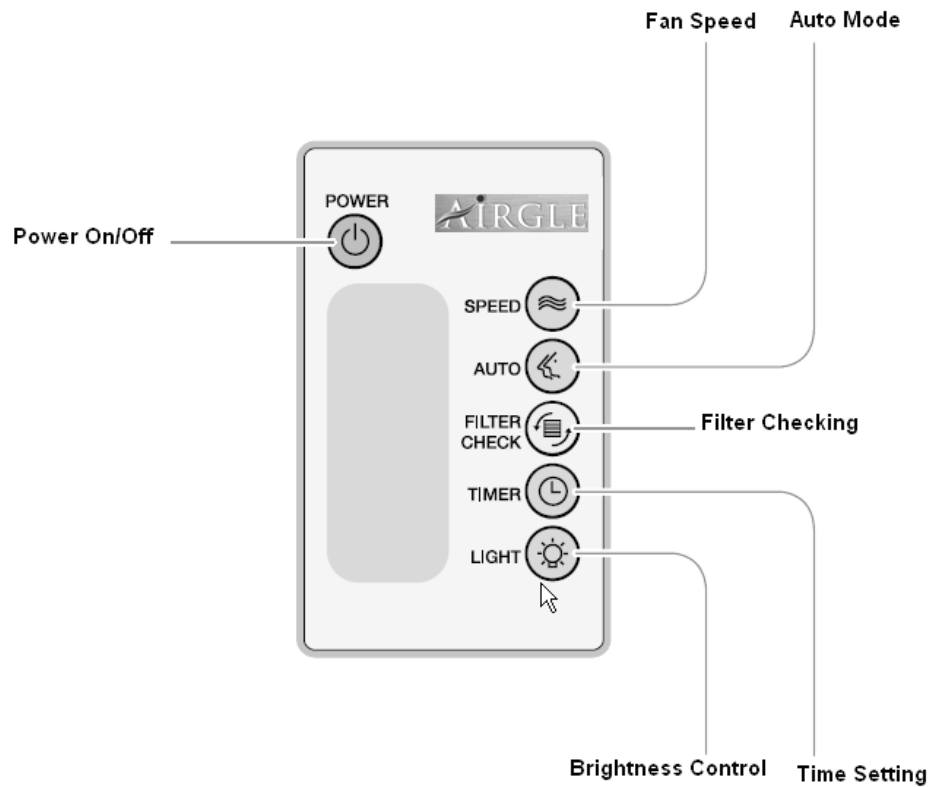 Fan Speed
Auto Mode
POWER
AIRGLE
Power On/Off
SPEED
AUTO
FILTER
CHECK
Filter Checking
TIMER
LIGHT
Brightness Control
Time Setting